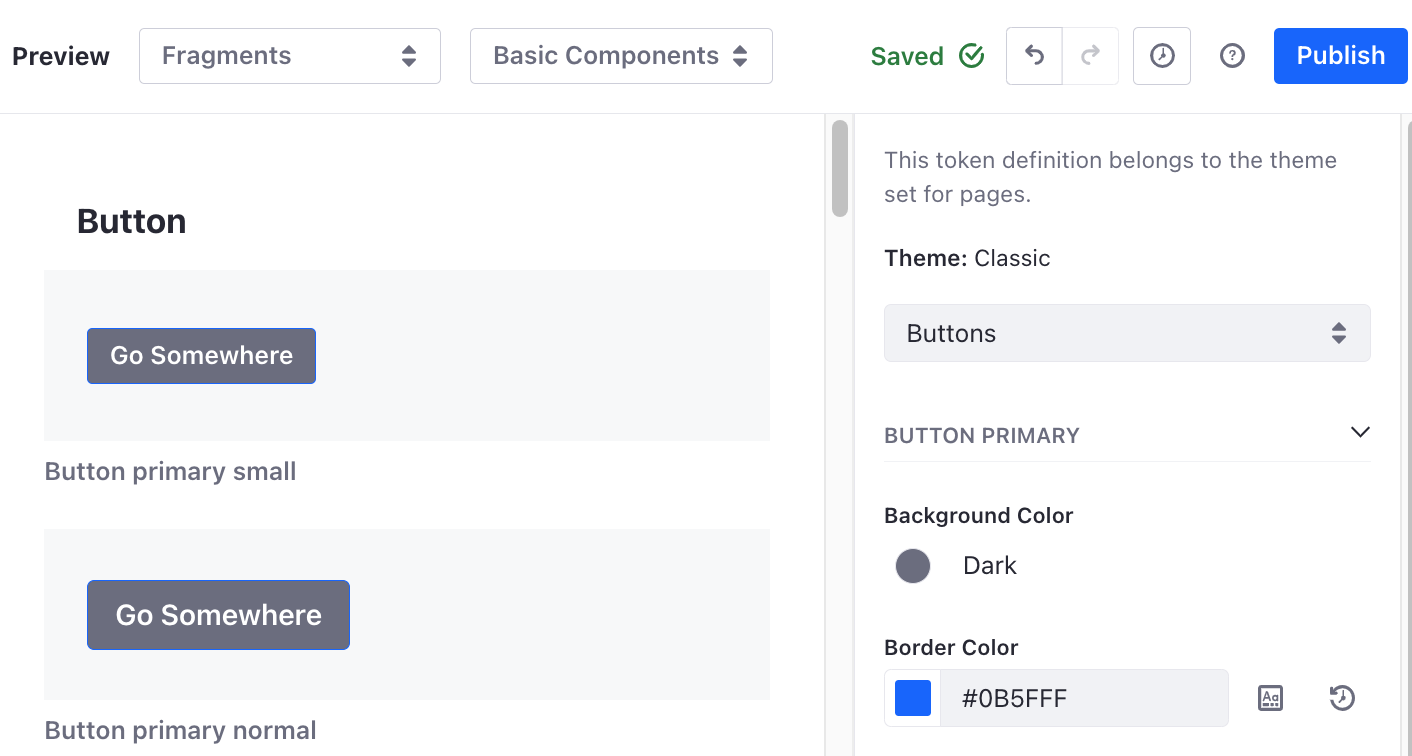 Preview
Fragments
Basic Components
Saved
Publish
Button
Go Somewhere
Button primary small
Go Somewhere
Button primary normal
This token definition belongs to the theme
set for pages.
Theme: Classic
Buttons
BUTTON PRIMARY
Background Color
Dark
Border Color
#0B5FFF
Aa